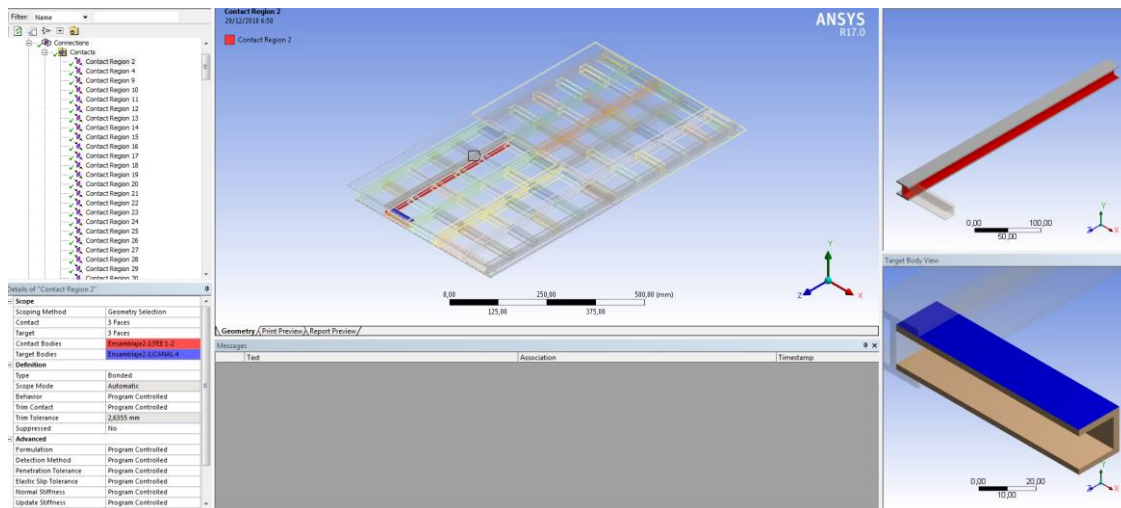 Filter: Name
Connections
Contacts
Contact Region 2
Contact Region 4
Contact Region 9
Contact Region 10
Contact Region 11
Contact Region 12
Contact Region 13
Contact Region 14
Contact Region 15
Contact Region 16
Contact Region 17
Contact Region 18
Contact Region 19
Contact Region 20
Contact Region 21
Contact Region 22
Contact Region 23
Contact Region 24
Contact Region 25
Contact Region 26
Contact Region 27
Contact Region 28
Contact Region 29
Contact Region 30
Details of "Contact Region 2"
Scope
Scoping Method Geometry Selection
Contact 3 Faces
Target 3 Faces
Contact Bodies Ensamblaje2-1|TEE 1-2
Target Bodies Ensamblaje2-1|CANAL-4
Definition
Type Bonded
Scope Mode Automatic
Behavior Program Controlled
Trim Contact Program Controlled
Trim Tolerance 2,6355 mm
Suppressed No
Advanced
Formulation Program Controlled
Detection Method Program Controlled
Penetration Tolerance Program Controlled
Elastic Slip Tolerance Program Controlled
Normal Stiffness Program Controlled
Update Stiffness Program Controlled
Contact Region 2
Contact Region 2
ANSYS
R17.0
Y
Z X
0,00 250,00 500,00 (mm)
125,00 375,00
Geometry Print Preview Report Preview
Messages
Text Association Timestamp
0,00 100,00
50,00
Y
Z X
Target Body View
0,00 20,00
10,00
Y
Z X